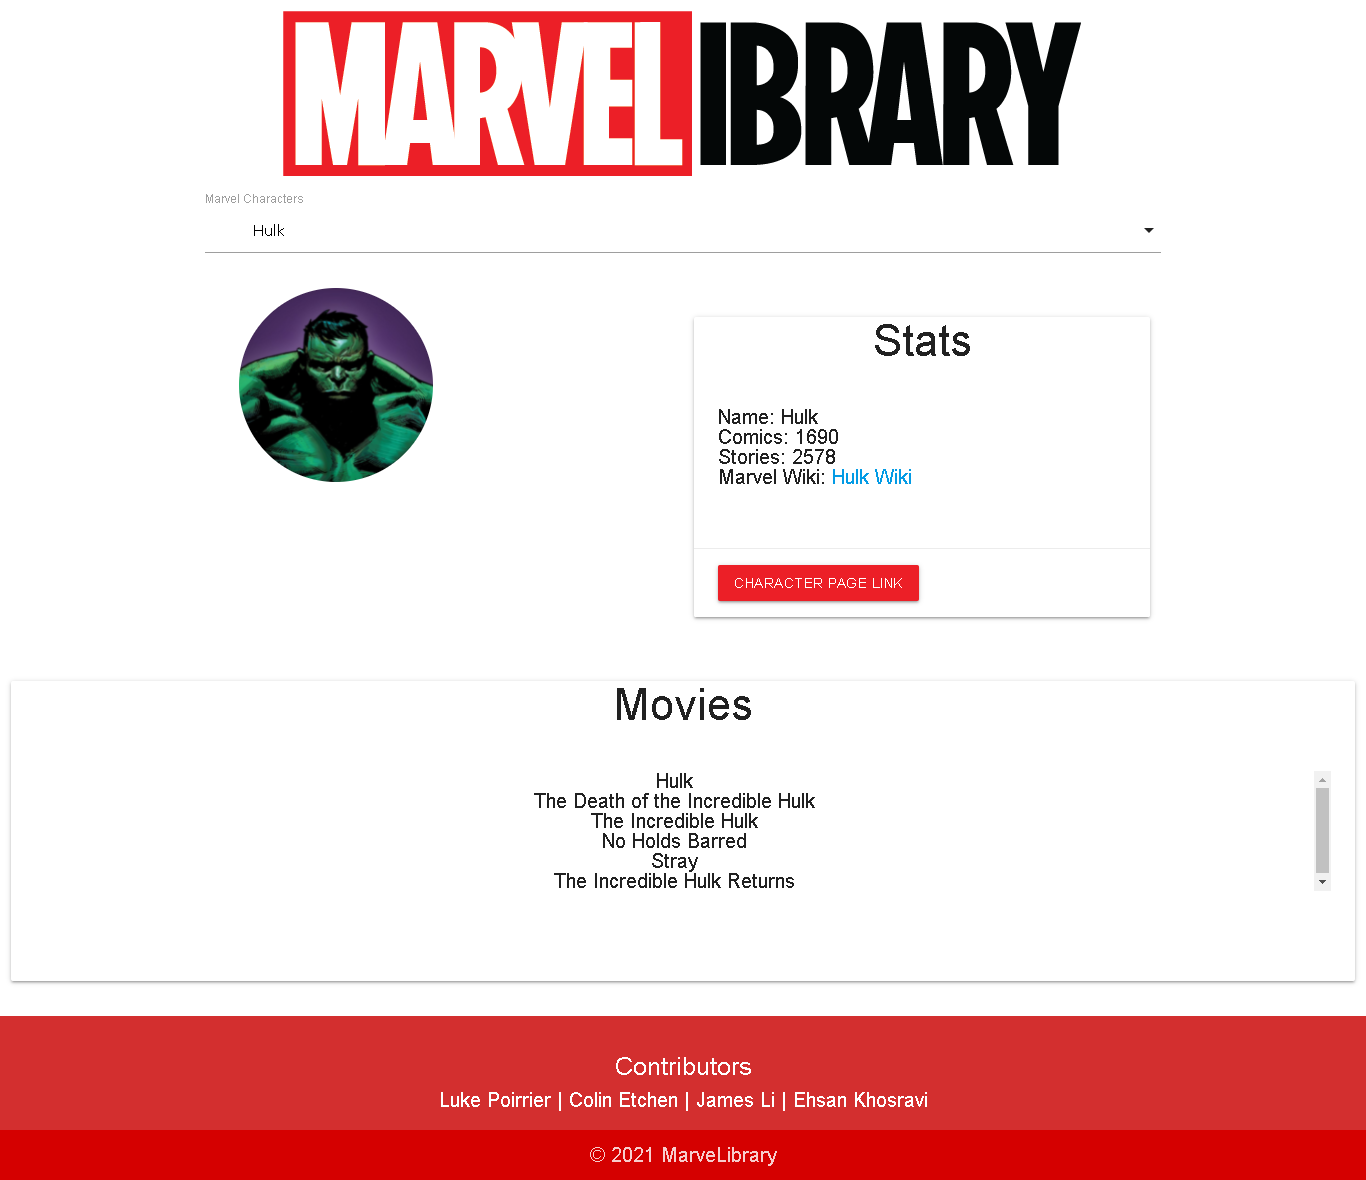 MARVELIBRARY
Marvel Characters
Hulk
Stats
Name: Hulk
Comics: 1690
Stories: 2578
Marvel Wiki: Hulk Wiki
CHARACTER PAGE LINK
Movies
Hulk
The Death of the Incredible Hulk
The Incredible Hulk
No Holds Barred
Stray
The Incredible Hulk Returns
Contributors
Luke Poirrier | Colin Etchen | James Li | Ehsan Khosravi
© 2021 MarveLibrary